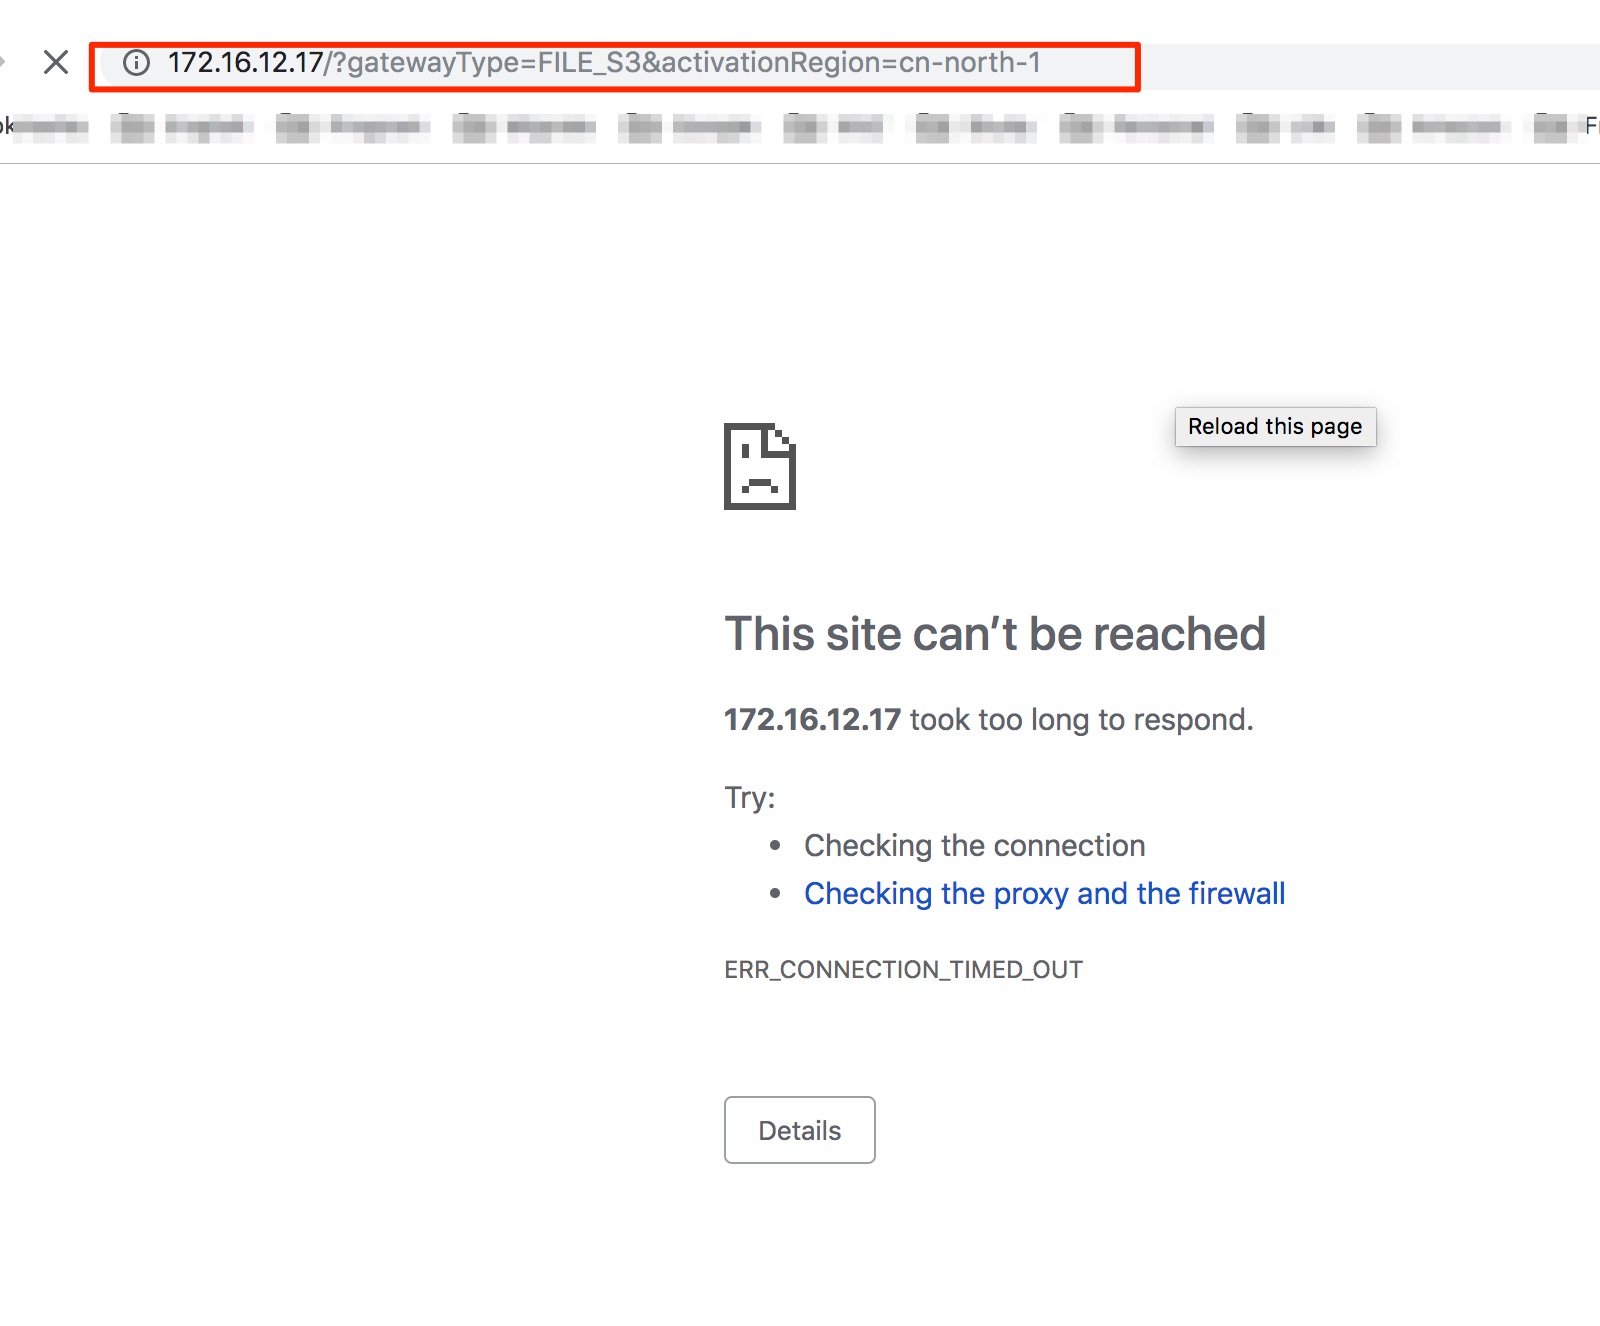 172.16.12.17/?gatewayType=FILE_S3&activationRegion=cn-north-1
Reload this page
This site can’t be reached
172.16.12.17 took too long to respond.
Try:
• Checking the connection
• Checking the proxy and the firewall
ERR_CONNECTION_TIMED_OUT
Details